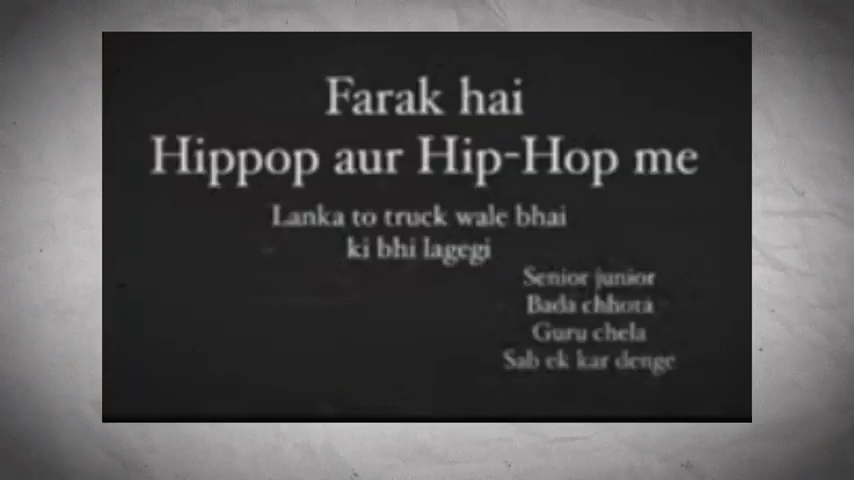 Farak hai
Hippop aur Hip-Hop me
Lanka to truck wale bhai
ki bhi lagegi
Senior junior
Bada chhota
Guru chela
Sab ek kar denge